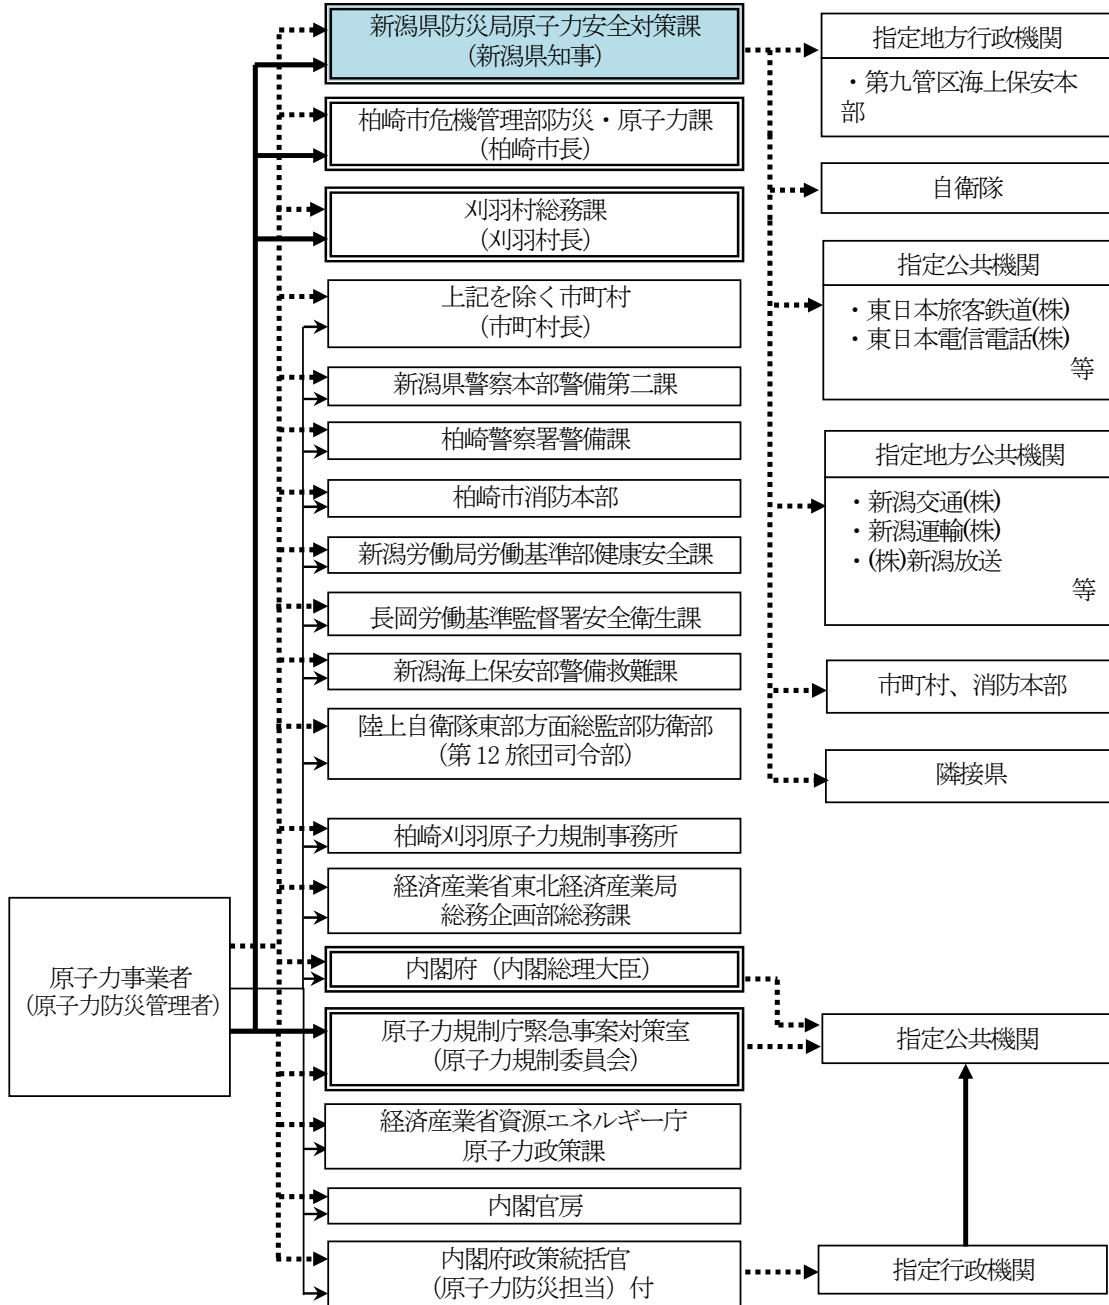 新潟県防災局原子力安全対策課
(新潟県知事)
柏崎市危機管理部防災・原子力課
(柏崎市長)
刈羽村総務課
(刈羽村長)
上記を除く市町村
(市町村長)
新潟県警察本部警備第二課
柏崎警察署警備課
柏崎市消防本部
新潟労働局労働基準部健康安全課
長岡労働基準監督署安全衛生課
新潟海上保安部警備救難課
陸上自衛隊東部方面総監部防衛部
(第12旅団司令部)
柏崎刈羽原子力規制事務所
経済産業省東北経済産業局
総務企画部総務課
内閣府(内閣総理大臣)
原子力規制庁緊急事案対策室
(原子力規制委員会)
経済産業省資源エネルギー庁
原子力政策課
内閣官房
内閣府政策統括官
(原子力防災担当)付
原子力事業者
(原子力防災管理者)
指定地方行政機関
・第九管区海上保安本
部
自衛隊
指定公共機関
・東日本旅客鉄道(株)
・東日本電信電話(株)
等
指定地方公共機関
・新潟交通(株)
・新潟運輸(株)
・(株)新潟放送
等
市町村、消防本部
隣接県
指定公共機関
指定行政機関